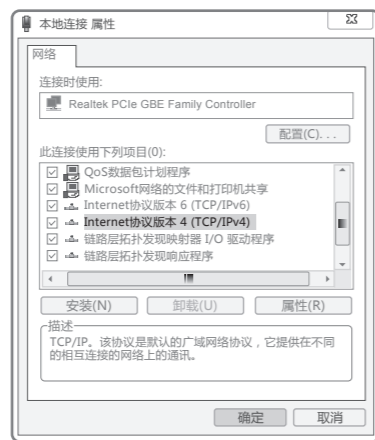 本地连接 属性
网络
连接时使用:
Realtek PCIe GBE Family Controller
配置(C). . .
此连接使用下列项目(0):
QoS数据包计划程序
Microsoft网络的文件和打印机共享
Internet协议版本 6 (TCP/IPv6)
Internet协议版本 4 (TCP/IPv4)
链路层拓扑发现映射器 I/O 驱动程序
链路层拓扑发现响应程序
安装(N) 卸载(U) 属性(R)
描述
TCP/IP。该协议是默认的广域网络协议，它提供在不同
的相互连接的网络上的通讯。
确定 取消